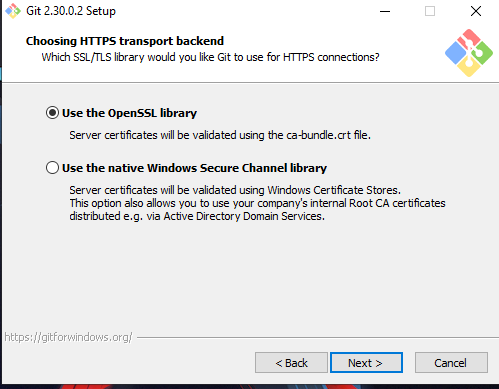 Git 2.30.0.2 Setup
Choosing HTTPS transport backend
Which SSL/TLS library would you like Git to use for HTTPS connections?
Use the OpenSSL library
Server certificates will be validated using the ca-bundle.crt file.
Use the native Windows Secure Channel library
Server certificates will be validated using Windows Certificate Stores.
This option also allows you to use your company's internal Root CA certificates
distributed e.g. via Active Directory Domain Services.
https://gitforwindows.org/
< Back
Next >
Cancel